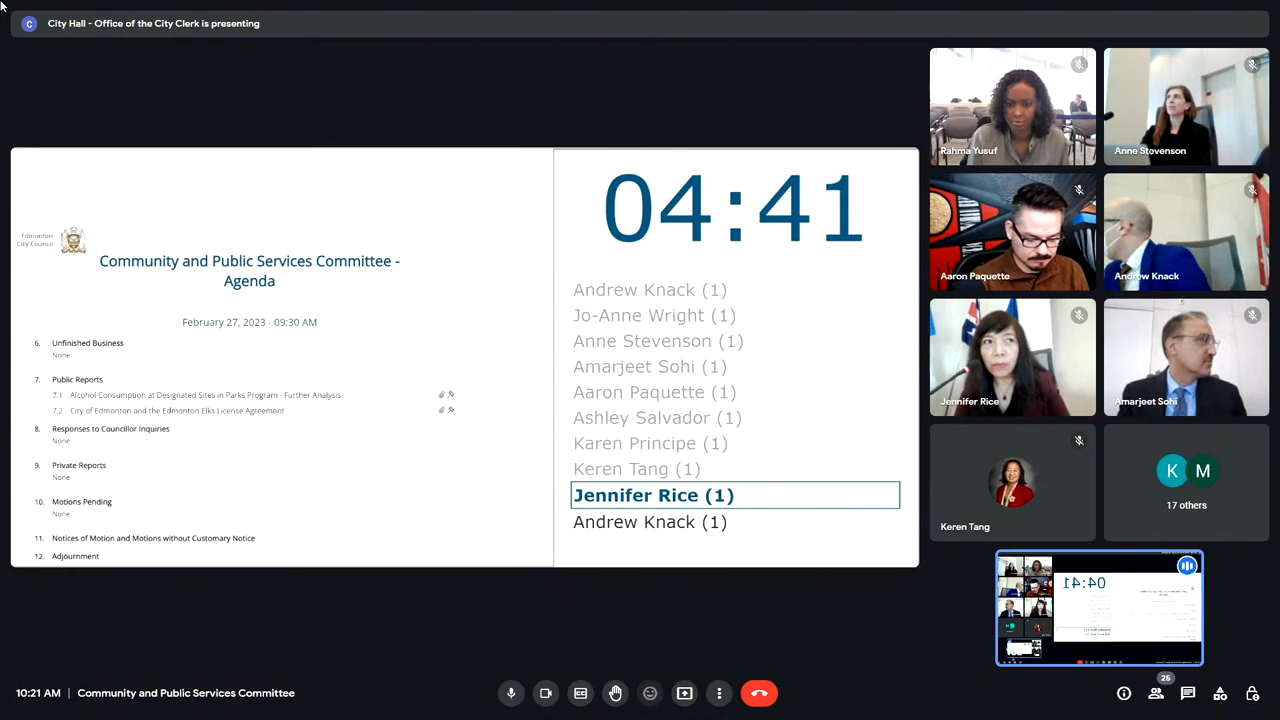 City Hall - Office of the City Clerk is presenting
C
Edmonton
City Council
Community and Public Services Committee -
Agenda
February 27, 2023 - 09:30 AM
6. Unfinished Business
None
7. Public Reports
7.1 Alcohol Consumption at Designated Sites in Parks Program - Further Analysis
7.2 City of Edmonton and the Edmonton Elks License Agreement
8. Responses to Councillor Inquiries
None
9. Private Reports
None
10. Motions Pending
None
11. Notices of Motion and Motions without Customary Notice
12. Adjournment
04:41
Andrew Knack (1)
Jo-Anne Wright (1)
Anne Stevenson (1)
Amarjeet Sohi (1)
Aaron Paquette (1)
Ashley Salvador (1)
Karen Principe (1)
Keren Tang (1)
Jennifer Rice (1)
Andrew Knack (1)
Rahma Yusuf
Anne Stevenson
Aaron Paquette
Andrew Knack
Jennifer Rice
Amarjeet Sohi
Keren Tang
K M
17 others
04:41
10:21 AM | Community and Public Services Committee
26